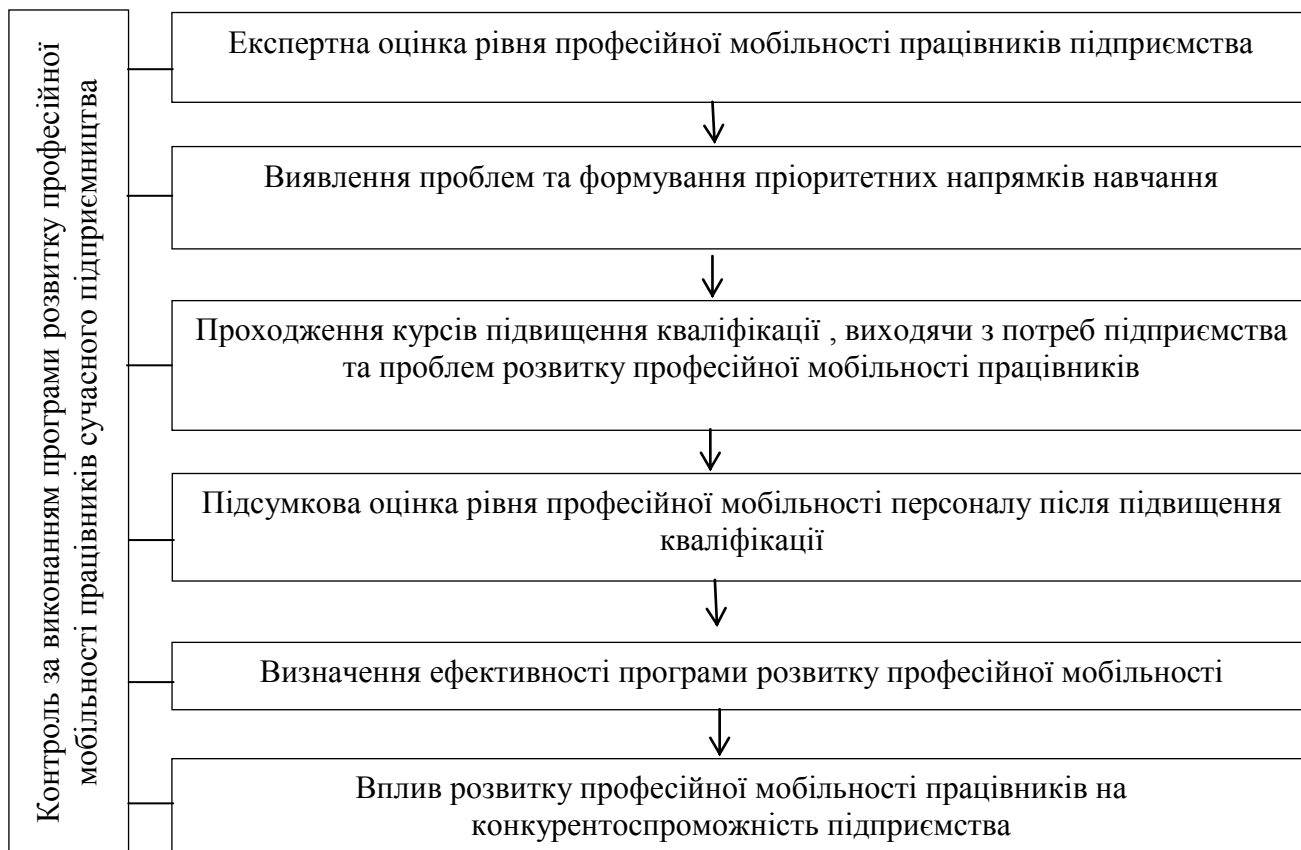 Контроль за виконанням програми розвитку професійної
мобільності працівників сучасного підприємництва
Експертна оцінка рівня професійної мобільності працівників підприємства
Виявлення проблем та формування пріоритетних напрямків навчання
Проходження курсів підвищення кваліфікації , виходячи з потреб підприємства
та проблем розвитку професійної мобільності працівників
Підсумкова оцінка рівня професійної мобільності персоналу після підвищення
кваліфікації
Визначення ефективності програми розвитку професійної мобільності
Вплив розвитку професійної мобільності працівників на
конкурентоспроможність підприємства